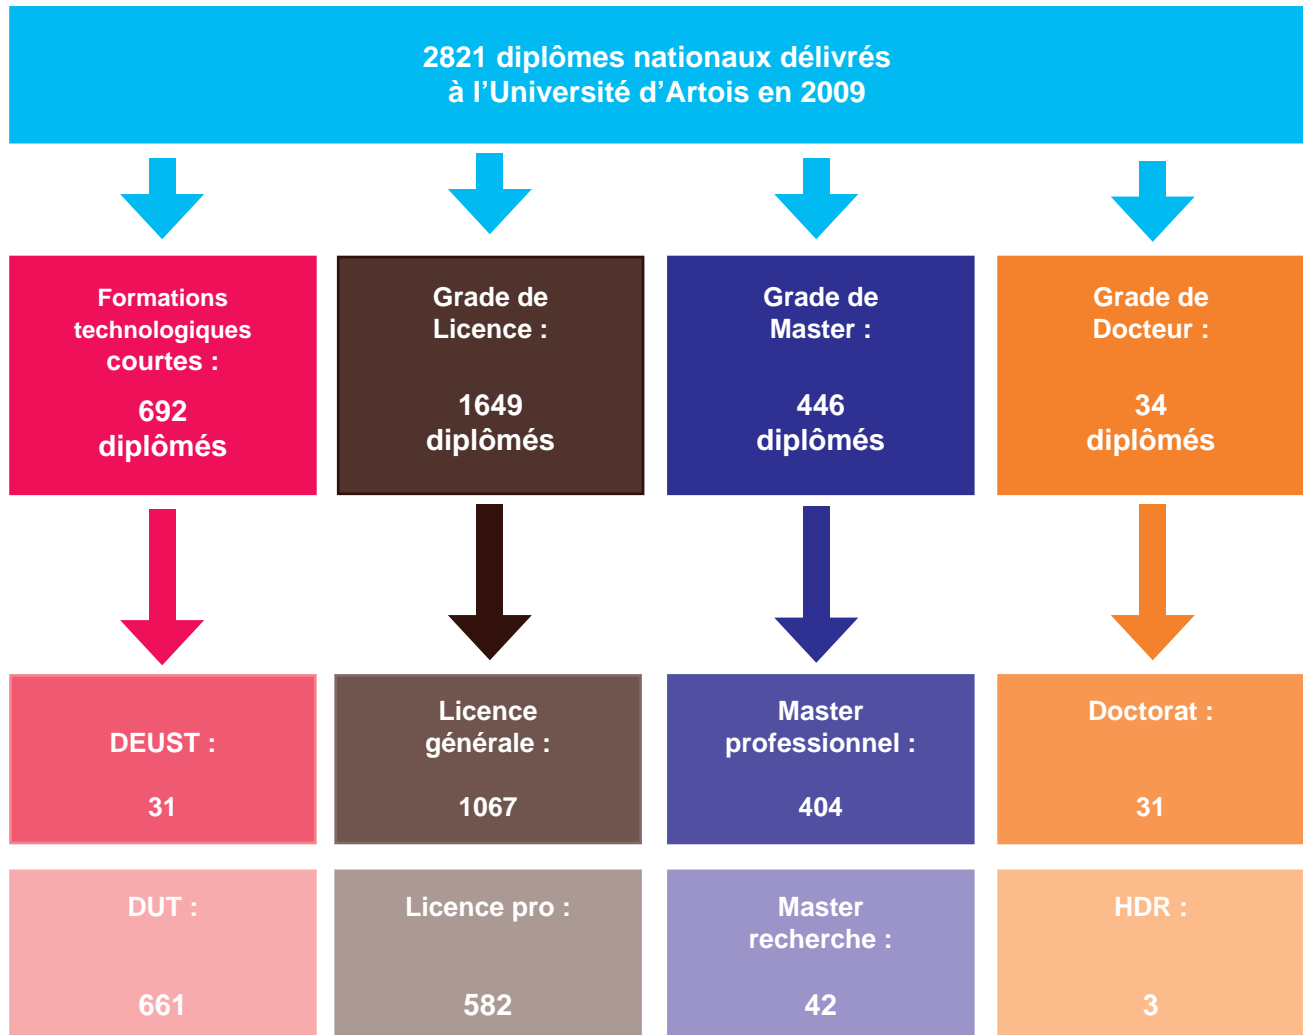 2821 diplômes nationaux délivrés
à l’Université d’Artois en 2009
Formations
technologiques
courtes :
692
diplômés
Grade de
Licence :
1649
diplômés
Grade de
Master :
446
diplômés
Grade de
Docteur :
34
diplômés
DEUST :
31
Licence
générale :
1067
Master
professionnel :
404
Doctorat :
31
DUT :
661
Licence pro :
582
Master
recherche :
42
HDR :
3